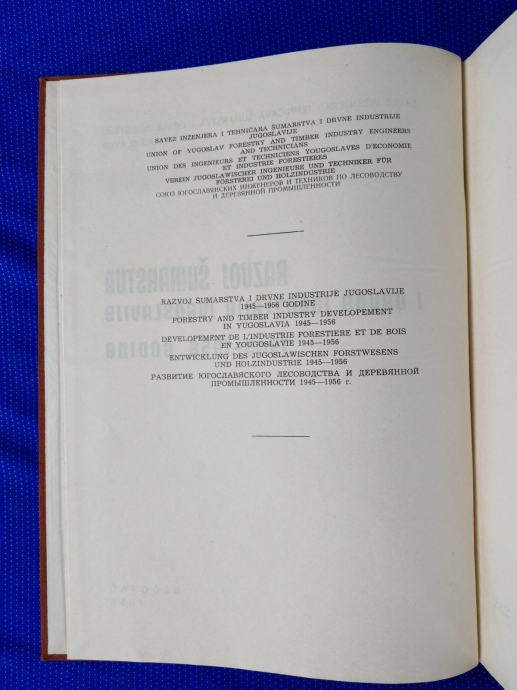 SAVEZ INŽENJERA I TEHNIČARA ŠUMARSTVA I DRVNE INDUSTRIJE
JUGOSLAVIJE
UNION OF YUGOSLAV FORESTRY AND TIMBER INDUSTRY ENGINEERS
AND TECHNICIANS
UNION DES INGENIEURS ET TECHNICIENS YOUGOSLAVES D'ECONOMIE
ET INDUSTRIE FORESTIERES
VEREIN JUGOSLAWISCHER INGENIEURE UND TECHNIKER FÜR
FÖRSTEREI UND HOLZINDUSTRIE
СОЮЗ ЮГОСЛАВЯНСКИХ ИНЖЕНЕРОВ И ТЕХНИКОВ ПО ЛЕСОВОДСТВУ
И ДЕРЕВЯННОЙ ПРОМЫШЛЕННОСТИ
RAZVOJ ŠUMARSTVA I DRVNE INDUSTRIJE JUGOSLAVIJE
1945—1956 GODINE
FORESTRY AND TIMBER INDUSTRY DEVELOPEMENT
IN YUGOSLAVIA 1945—1956
DEVELOPEMENT DE L'INDUSTRIE FORESTIERE ET DE BOIS
EN YOUGOSLAVIE 1945—1956
ENTWICKLUNG DES JUGOSLAWISCHEN FORSTWESENS
UND HOLZINDUSTRIE 1945—1956
РАЗВИТИЕ ЮГОСЛАВЯСКОГО ЛЕСОВОДСТВА И ДЕРЕВЯННОЙ
ПРОМЫШЛЕННОСТИ 1945—1956 г.